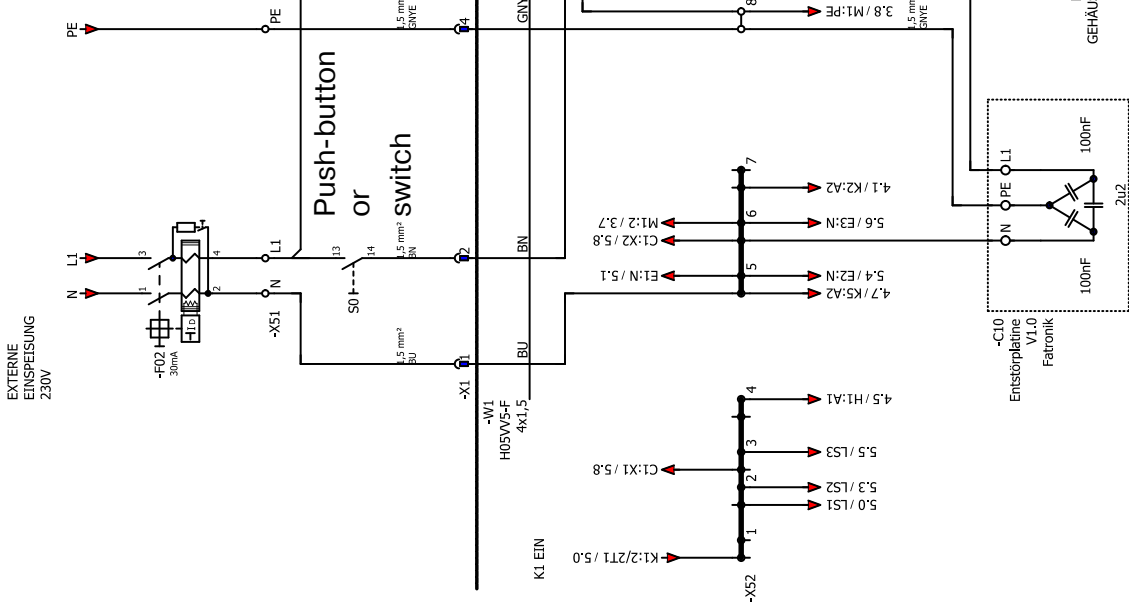 EXTERNE
EINSPEISUNG
230V
PE
PE
1,5 mm²
GNYE
4
GNYE
8
3.8 M1:PE
1,5 mm²
GNYE
GEHÄUS
Push-button
or
switch
L1
3
4
L1
13
14
1,5 mm²
BN
2
BN
N
1
2
N
S0
-X51
I D
-F02
30mA
1,5 mm²
BU
1
BU
-X1
-W1
H05VV5-F
4x1,5
7
4.1 / K2:A2
M1:2 / 3.7
6
5.6 / E3:N
C1:X2 / 5.8
E1:N / 5.1
5
5.4 / E2:N
4.7 / K5:A2
L1
PE
N
100nF
2u2
100nF
-C10
Entstörplatine
V1.0
Fatronik
4
4.5 / H1:A1
3
5.5 / LS3
C1:X1 / 5.8
2
5.3 / LS2
5.0 / LS1
1
K1:2/2T1 / 5.0
K1 EIN
-X52